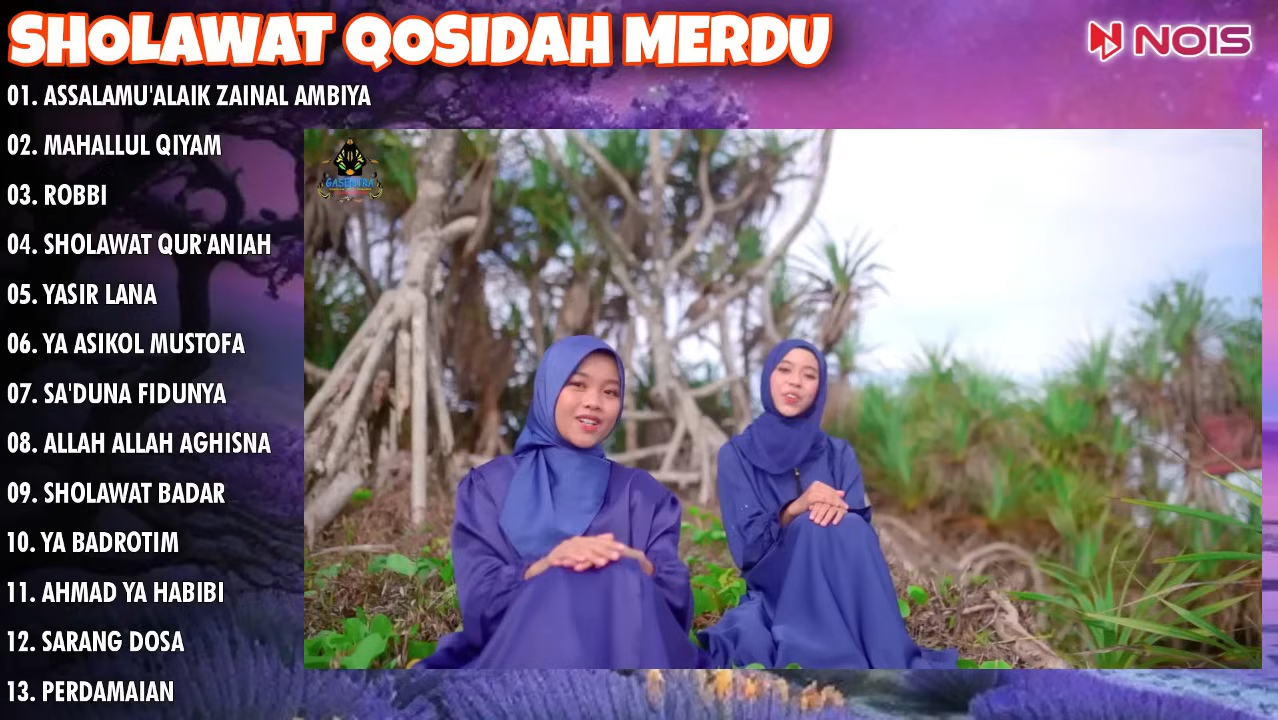 SHOLAWAT QOSIDAH MERDU
NOIS
01. ASSALAMU'ALAIK ZAINAL AMBIYA
02. MAHALLUL QIYAM
03. ROBBI
04. SHOLAWAT QUR'ANIAH
05. YASIR LANA
06. YA ASIKOL MUSTOFA
07. SA'DUNA FIDUNYA
08. ALLAH ALLAH AGHISNA
09. SHOLAWAT BADAR
10. YA BADROTIM
11. AHMAD YA HABIBI
12. SARANG DOSA
13. PERDAMAIAN
GASENTRA